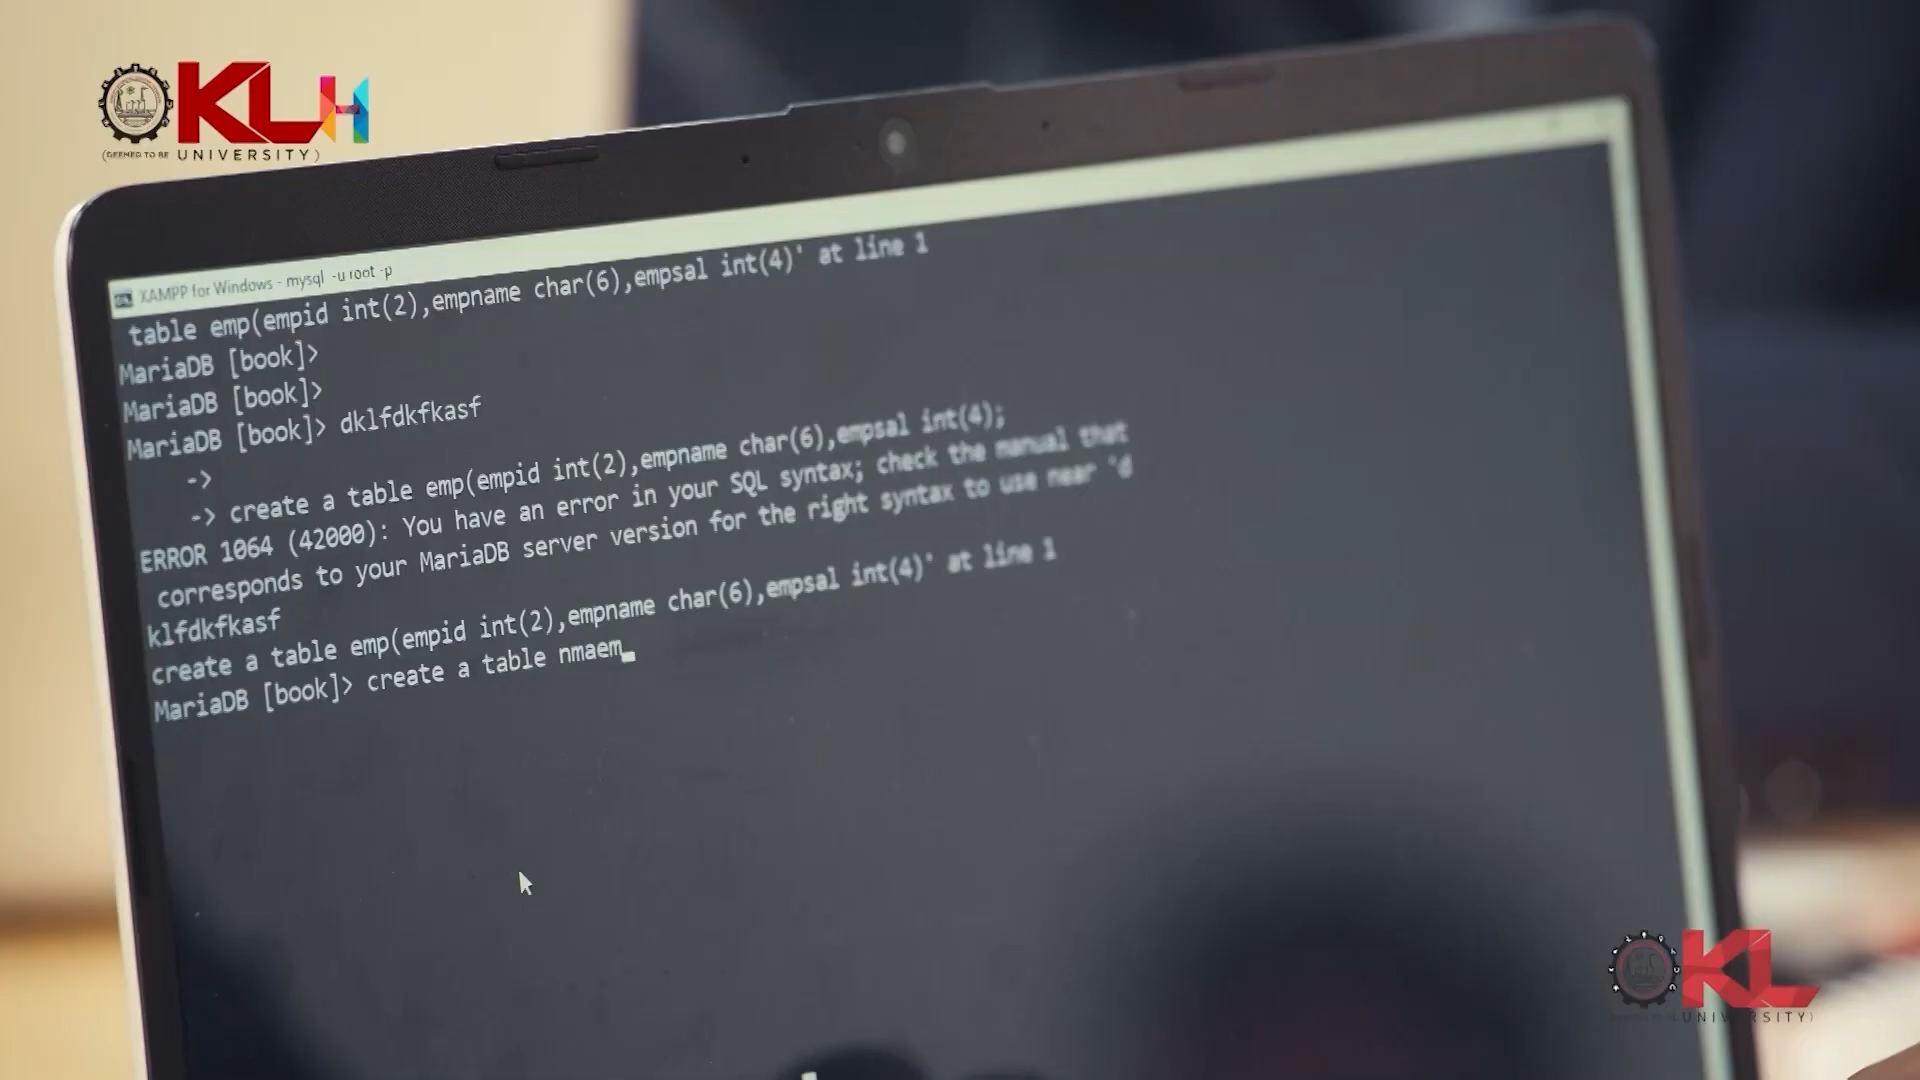 KLH
(DEEMED TO BE UNIVERSITY)
XAMPP for Windows - mysql -u root -p
table emp(empid int(2),empname char(6),empsal int(4)' at line 1
MariaDB [book]>
MariaDB [book]>
MariaDB [book]> dklfdkfkasf
->
-> create a table emp(empid int(2),empname char(6),empsal int(4);
ERROR 1064 (42000): You have an error in your SQL syntax; check the manual that
corresponds to your MariaDB server version for the right syntax to use near 'd
klfdkfkasf
create a table emp(empid int(2),empname char(6),empsal int(4)' at line 1
MariaDB [book]> create a table nmaem
KL
UNIVERSITY)